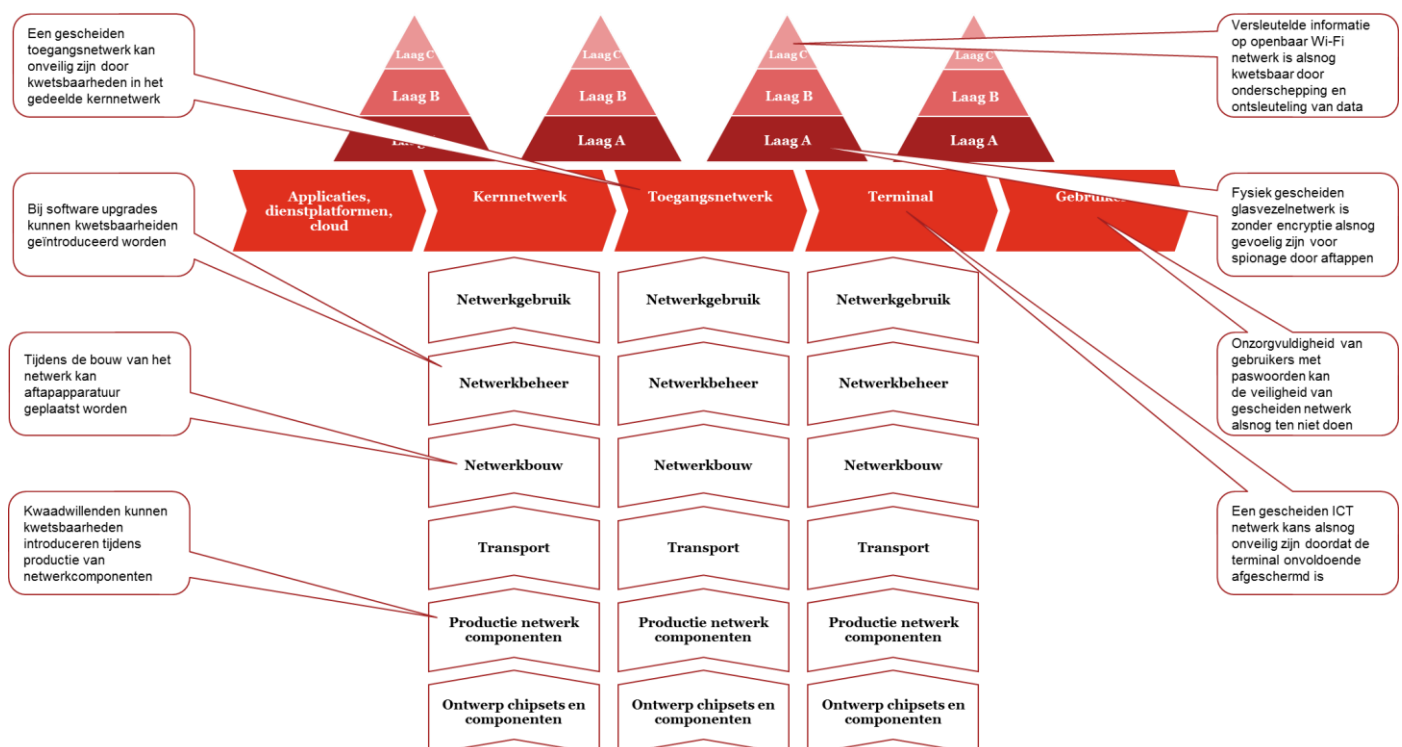 Een gescheiden
toegangsnetwerk kan
onveilig zijn door
kwetsbaarheden in het
gedeelde kernnetwerk
Laag C
Laag B
Laag C
Laag B
Laag A
Laag C
Laag B
Laag A
Laag C
Laag B
Laag A
Versleutelde informatie
op openbaar Wi-Fi
netwerk is alsnog
kwetsbaar door
onderschepping en
ontsleuteling van data
Applicaties,
dienstplatformen,
cloud
Kernnetwerk
Toegangsnetwerk
Terminal
Bij software upgrades
kunnen kwetsbaarheiden
geïntroduceerd worden
Fysiek gescheiden
glasvezelnetwerk is
zonder encryptie alsnog
gevoelig zijn voor
spionage door aftappen
Netwerkgebruik
Netwerkgebruik
Netwerkgebruik
Tijdens de bouw van het
netwerk kan
aftapapparatuur
geplaatst worden
Netwerkbeheer
Netwerkbeheer
Netwerkbeheer
Onzorgvuldigheid van
gebruikers met
paswoorden kan
de veiligheid van
gescheiden netwerk
alsnog ten niet doen
Netwerkbouw
Netwerkbouw
Netwerkbouw
Kwaadwillenden kunnen
kwetsbaarheden
introduceren tijdens
productie van
netwerkcomponenten
Transport
Transport
Transport
Een gescheiden ICT
netwerk kans alsnog
onveilig zijn doordat de
terminal onvoldoende
afgeschermd is
Productie netwerk
componenten
Productie netwerk
componenten
Productie netwerk
componenten
Ontwerp chipsets en
componenten
Ontwerp chipsets en
componenten
Ontwerp chipsets en
componenten